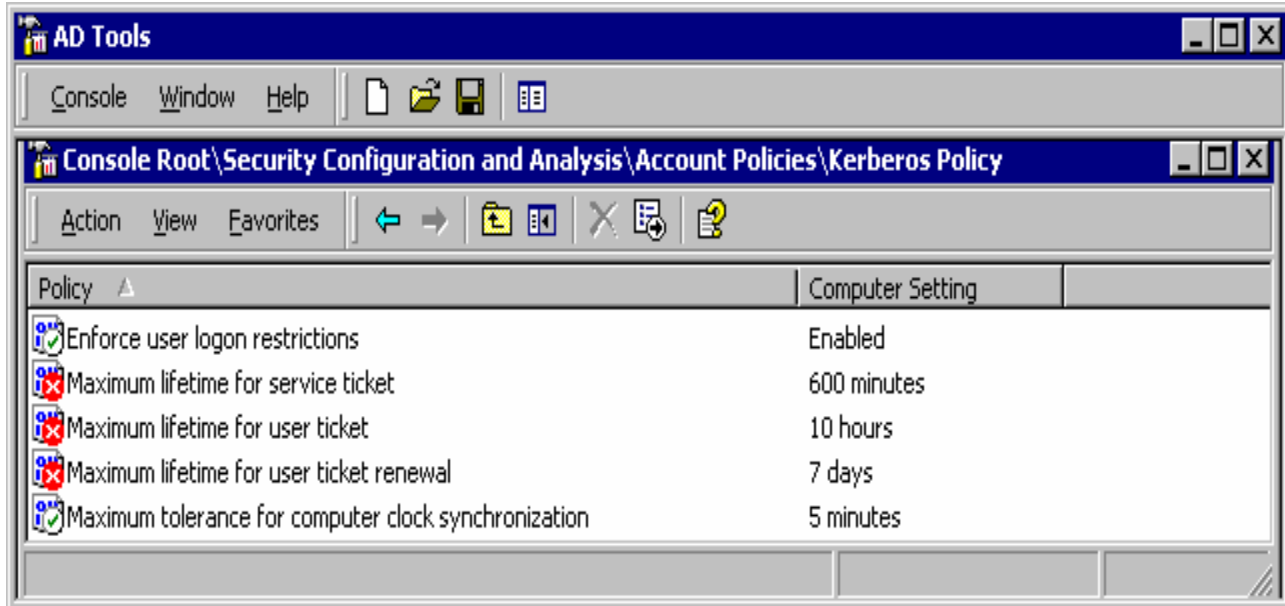 AD Tools
Console Window Help
Console Root\Security Configuration and Analysis\Account Policies\Kerberos Policy
Action View Favorites
Policy Computer Setting
Enforce user logon restrictions Enabled
Maximum lifetime for service ticket 600 minutes
Maximum lifetime for user ticket 10 hours
Maximum lifetime for user ticket renewal 7 days
Maximum tolerance for computer clock synchronization 5 minutes